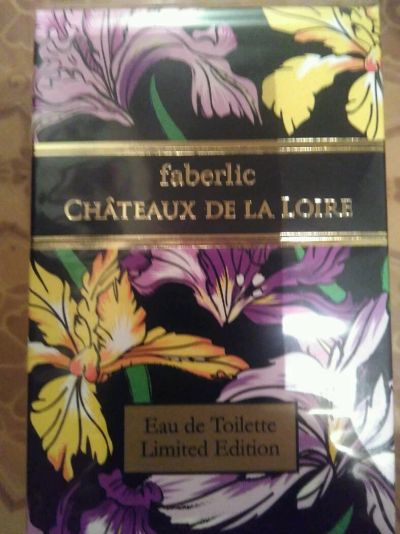 faberlic
CHÂTEAUX DE LA LOIRE
Eau de Toilette
Limited Edition